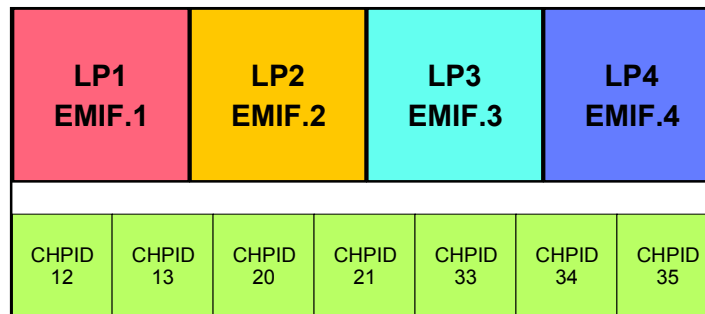 LP1 LP2 LP3 LP4
EMIF.1 EMIF.2 EMIF.3 EMIF.4
CHPID CHPID CHPID CHPID CHPID CHPID CHPID
12 13 20 21 33 34 35